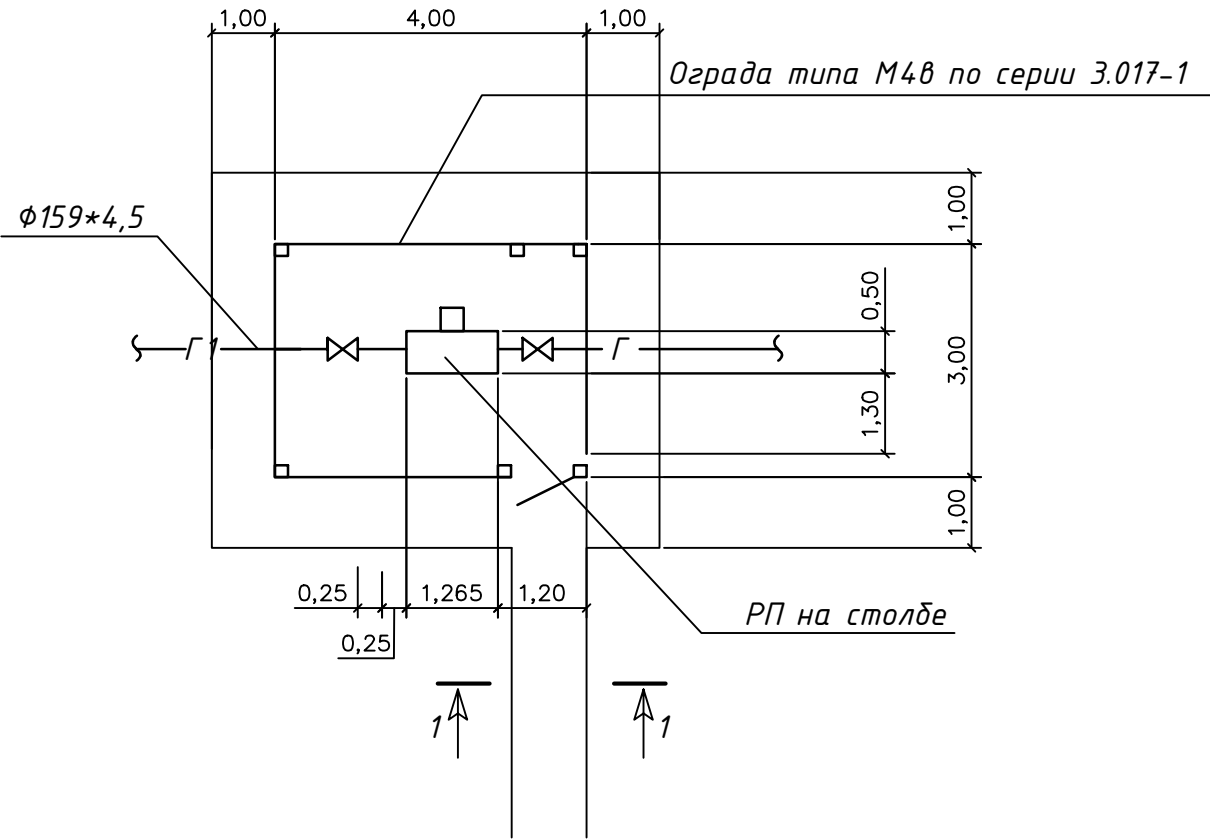 1,00
4,00
1,00
Ограда типа М4в по серии 3.017-1
Ф159*4,5
1,00
0,50
Г1
Г
3,00
1,30
1,00
0,25
1,265
1,20
0,25
РП на столбе
1
1